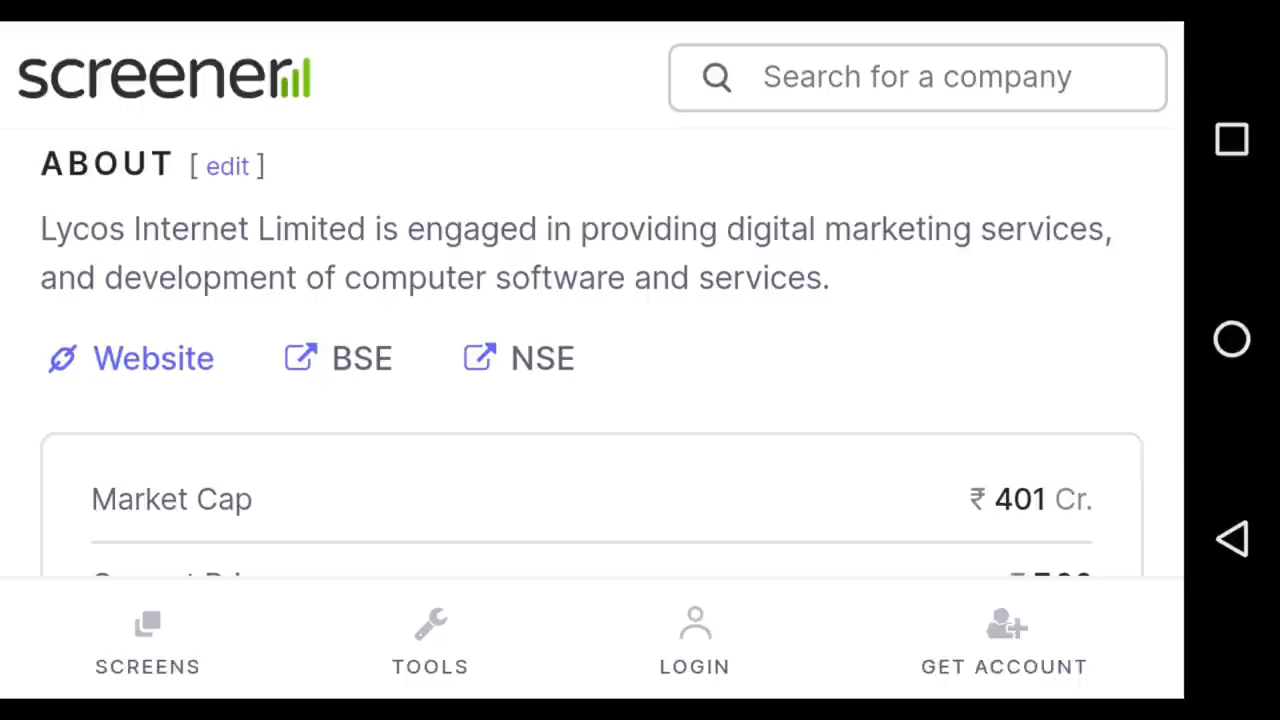 screener
Search for a company
ABOUT [ edit ]
Lycos Internet Limited is engaged in providing digital marketing services,
and development of computer software and services.
Website BSE NSE
Market Cap ₹ 401 Cr.
SCREENS TOOLS LOGIN GET ACCOUNT